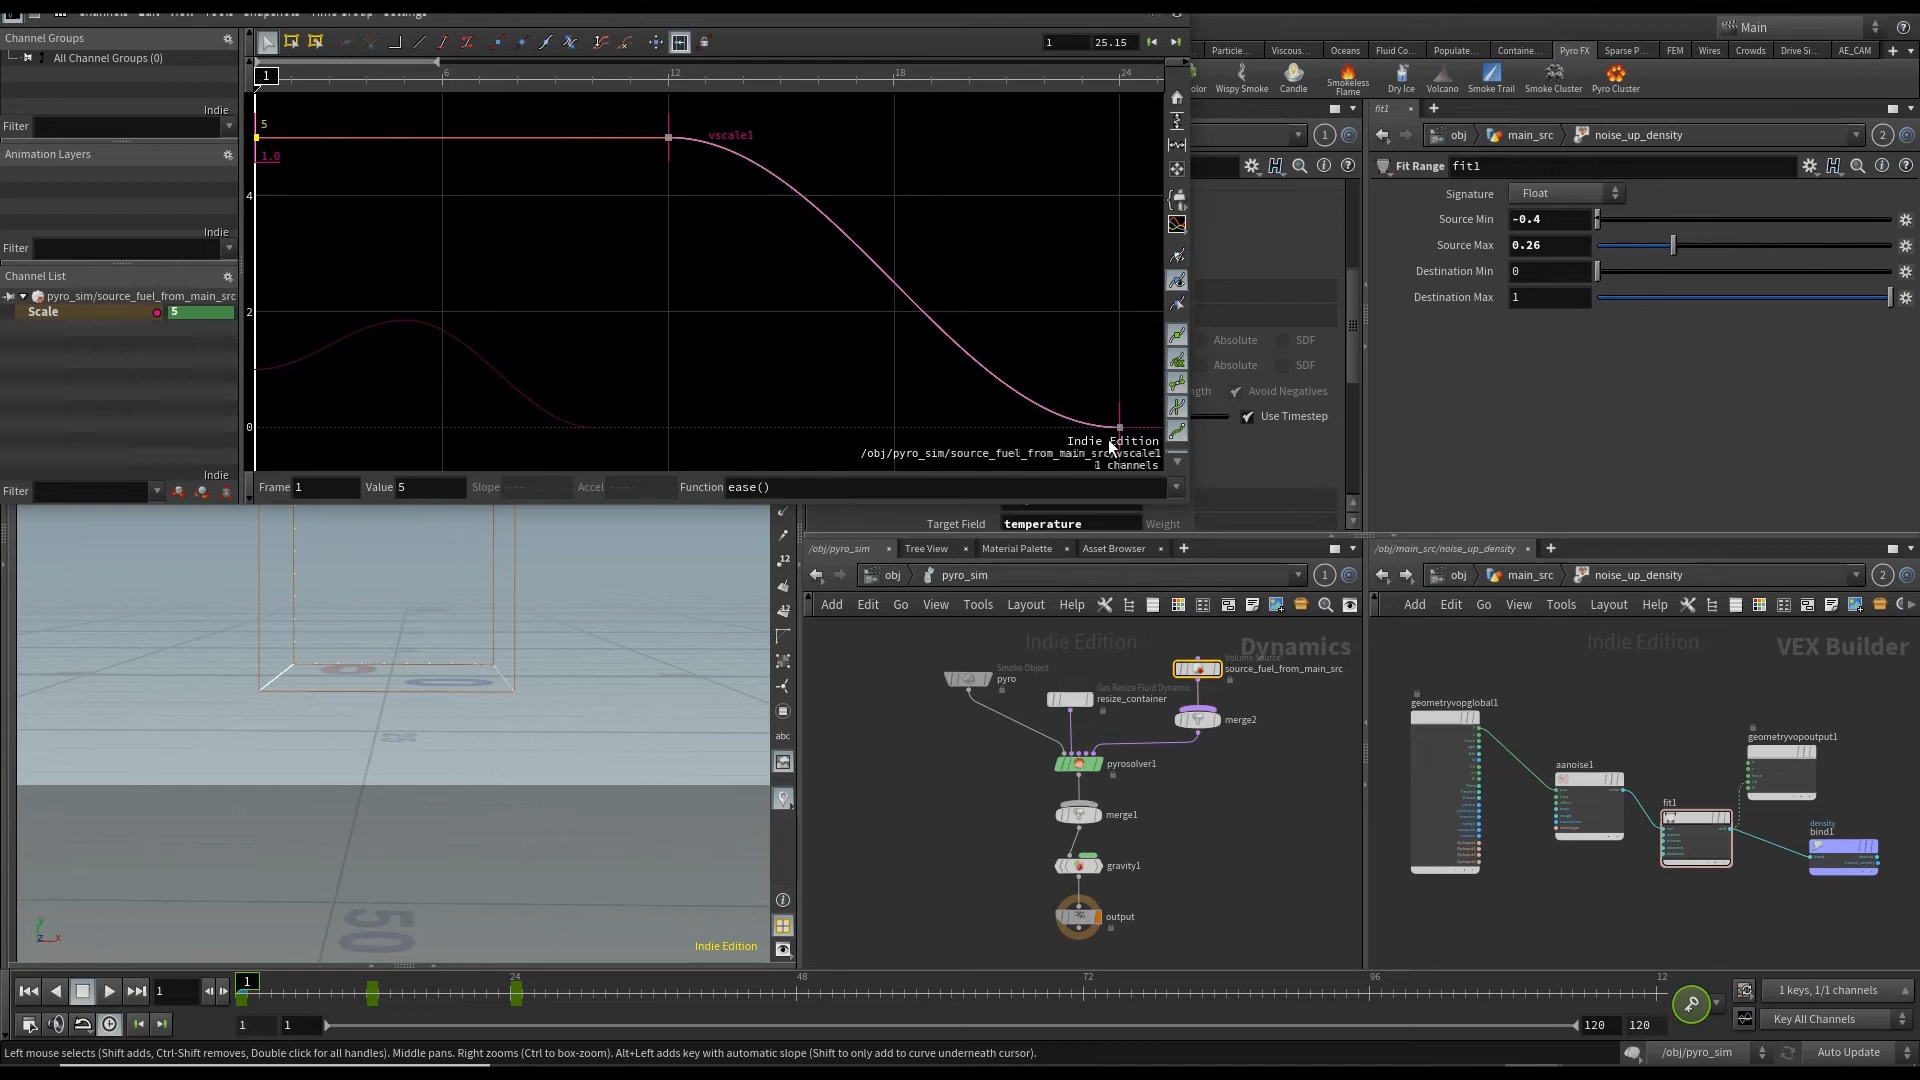 Channel Groups
All Channel Groups (0)
Indie
Filter
Animation Layers
Indie
Filter
Channel List
pyro_sim/source_fuel_from_main_src
Scale 5
Indie
Filter
1 25.15
1 6 12 18 24
5
1.0
vscale1
4
2
0
Indie Edition
/obj/pyro_sim/source_fuel_from_main_src/vscale1
1 channels
Frame 1 Value 5 Slope --- Accel --- Function ease()
Main
Particle... Viscous... Oceans Fluid Co... Populate... Containe... Pyro FX Sparse P... FEM Wires Crowds Drive Si... AE_CAM
Wispy Smoke Candle Smokeless Flame Dry Ice Volcano Smoke Trail Smoke Cluster Pyro Cluster
fit1
1
obj main_src noise_up_density 2
Fit Range fit1
Signature Float
Source Min -0.4
Source Max 0.26
Destination Min 0
Destination Max 1
Absolute SDF
Absolute SDF
Avoid Negatives
Use Timestep
Target Field temperature Weight
/obj/pyro_sim Tree View Material Palette Asset Browser
obj pyro_sim 1
Add Edit Go View Tools Layout Help
Indie Edition Dynamics
Smoke Object
pyro
Gas Resize Fluid Dynamic
resize_container
Volume Source
source_fuel_from_main_src
merge2
pyrosolver1
merge1
gravity1
output
/obj/main_src/noise_up_density
obj main_src noise_up_density 2
Add Edit Go View Tools Layout Help
Indie Edition VEX Builder
geometryvopglobal1
aanoise1
fit1
geometryvopoutput1
density
bind1
12
12
abc
50
Indie Edition
1 24 48 72 96 12
1
1 1 120 120
1 keys, 1/1 channels
Key All Channels
Left mouse selects (Shift adds, Ctrl-Shift removes, Double click for all handles). Middle pans. Right zooms (Ctrl to box-zoom). Alt+Left adds key with automatic slope (Shift to only add to curve underneath cursor).
/obj/pyro_sim Auto Update